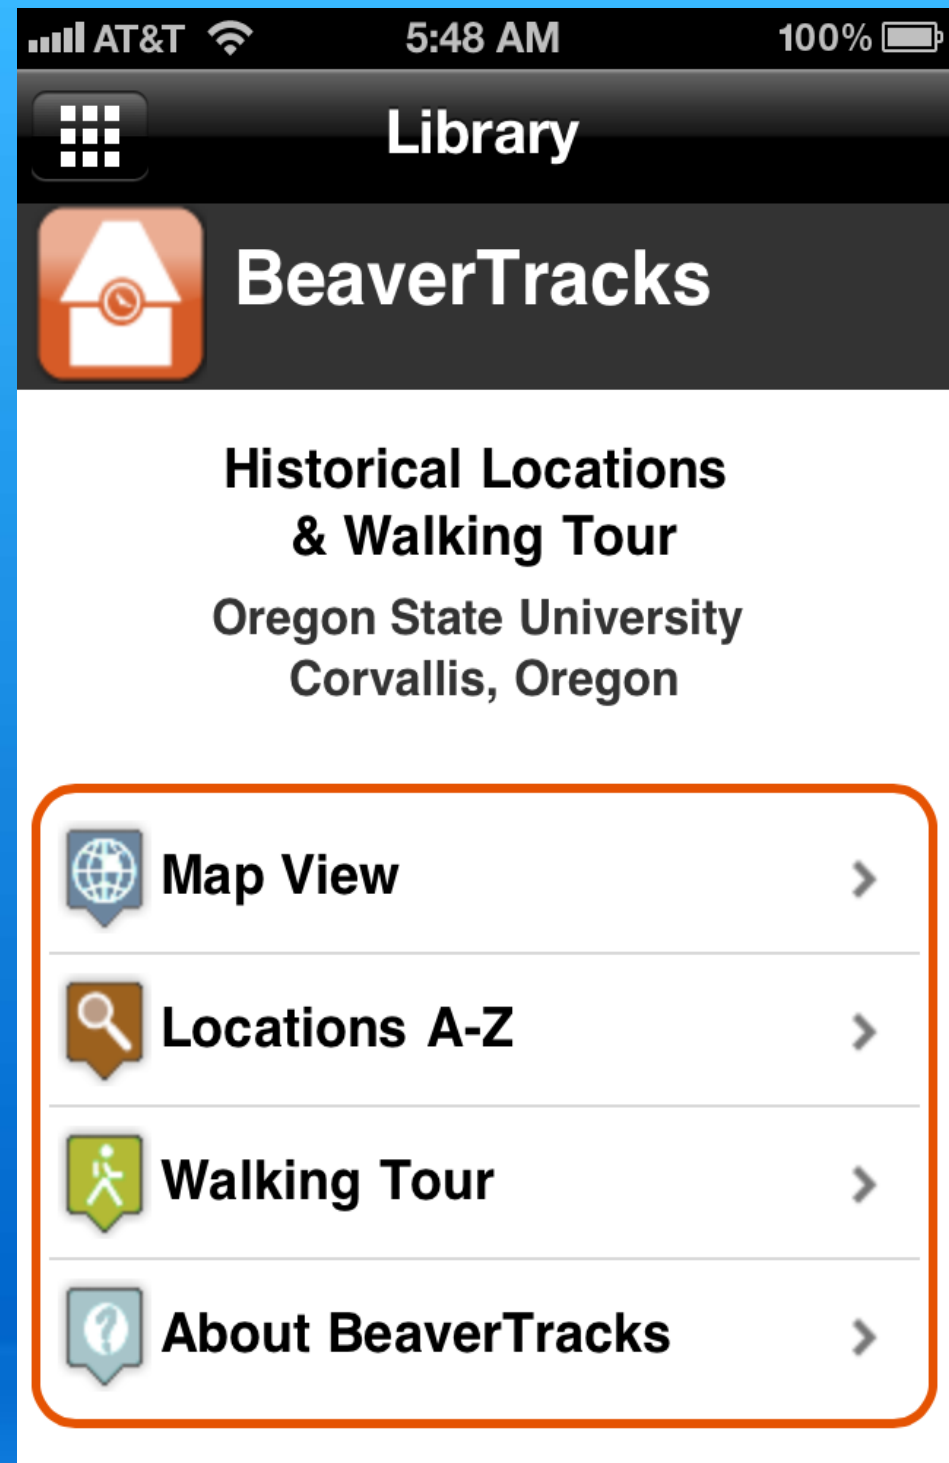 AT&T 5:48 AM 100%
Library
BeaverTracks
Historical Locations
& Walking Tour
Oregon State University
Corvallis, Oregon
Map View
Locations A-Z
Walking Tour
About BeaverTracks